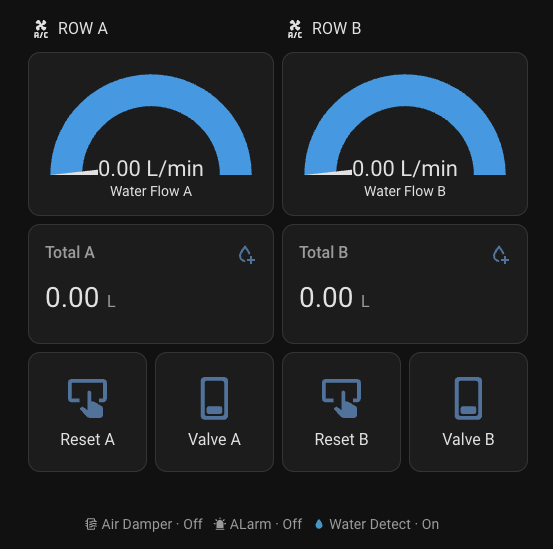 A/C ROW A
A/C ROW B
0.00 L/min
Water Flow A
0.00 L/min
Water Flow B
Total A
0.00 L
Total B
0.00 L
Reset A
Valve A
Reset B
Valve B
Air Damper · Off ALarm · Off Water Detect · On